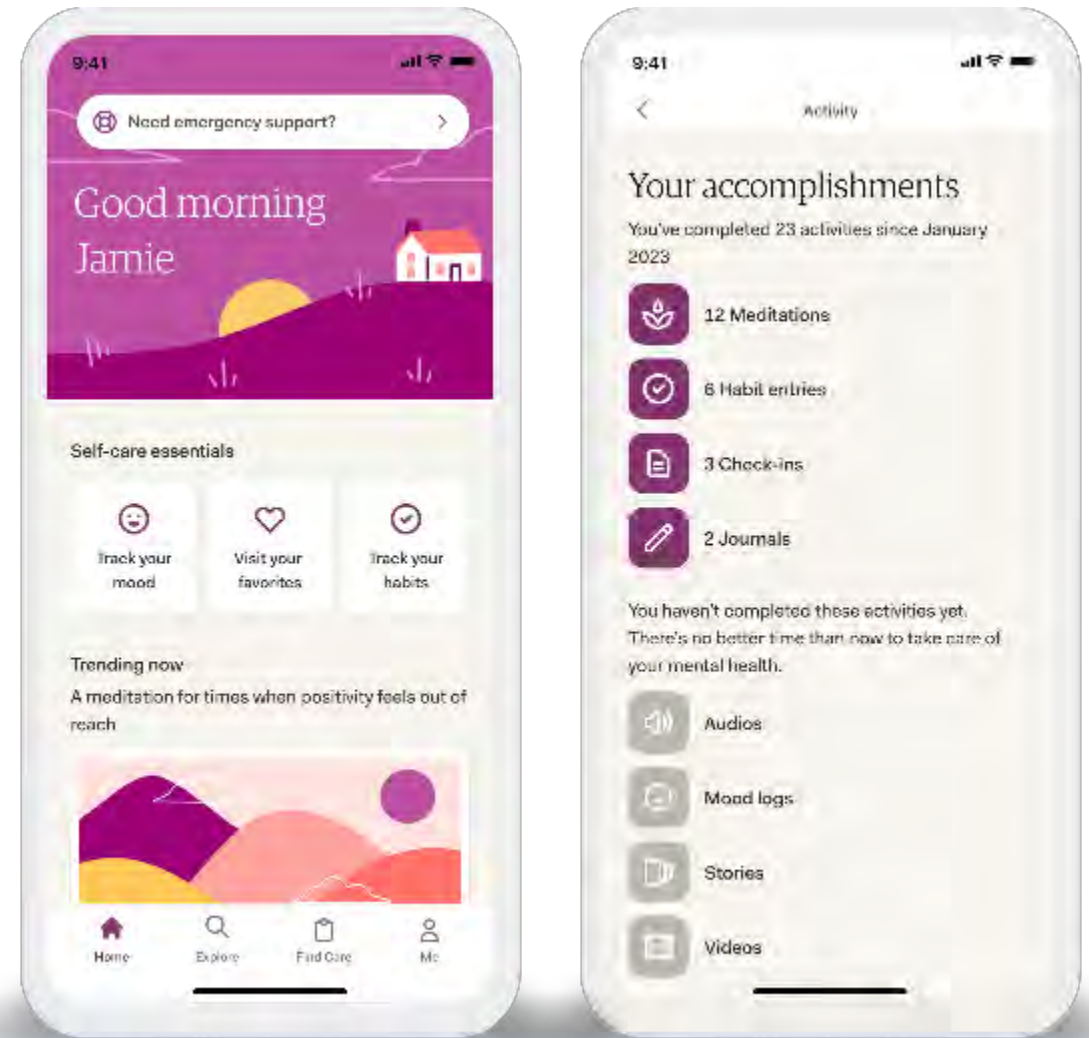 9:41
Need emergency support?
Good morning
Jamie
Self-care essentials
Track your
mood
Visit your
favorites
Track your
habits
Trending now
A meditation for times when positivity feels out of
reach
Home
Explore
Find Care
Me
9:41
Activity
Your accomplishments
You've completed 23 activities since January
2023
12 Meditations
6 Habit entries
3 Check-ins
2 Journals
You haven't completed these activities yet.
There's no better time than now to take care of
your mental health.
Audios
Mood logs
Stories
Videos